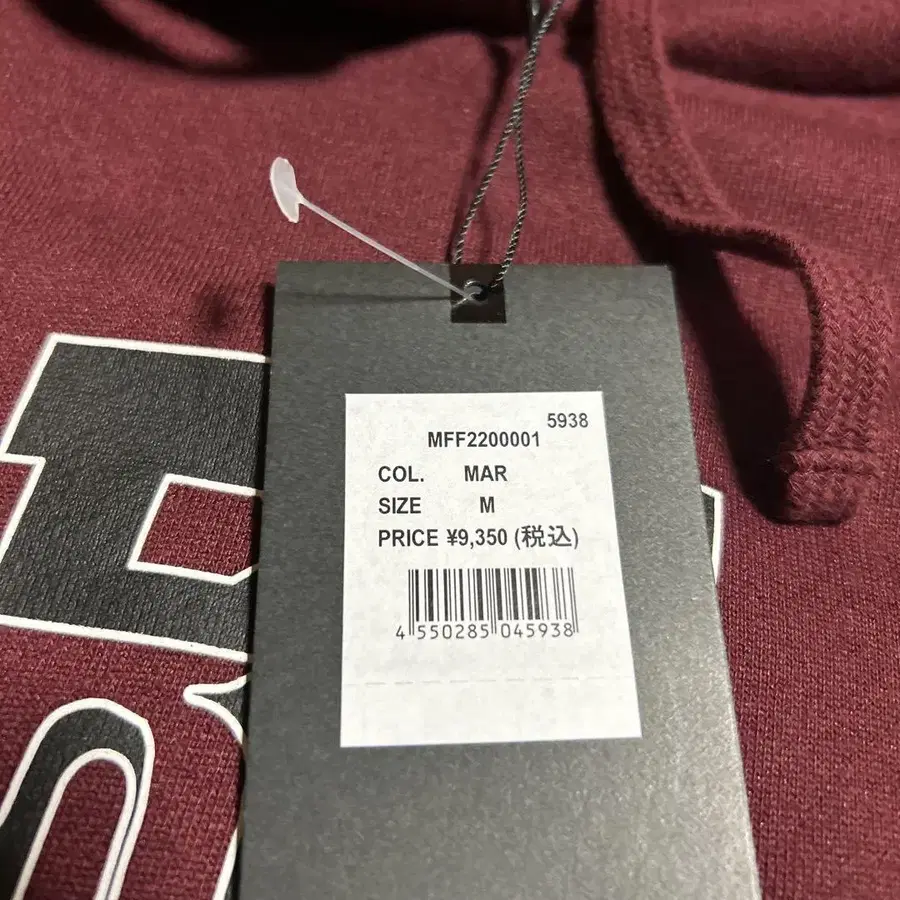 5938
MFF2200001
COL. MAR
SIZE M
PRICE ¥9,350 (税込)
4 550285 045938